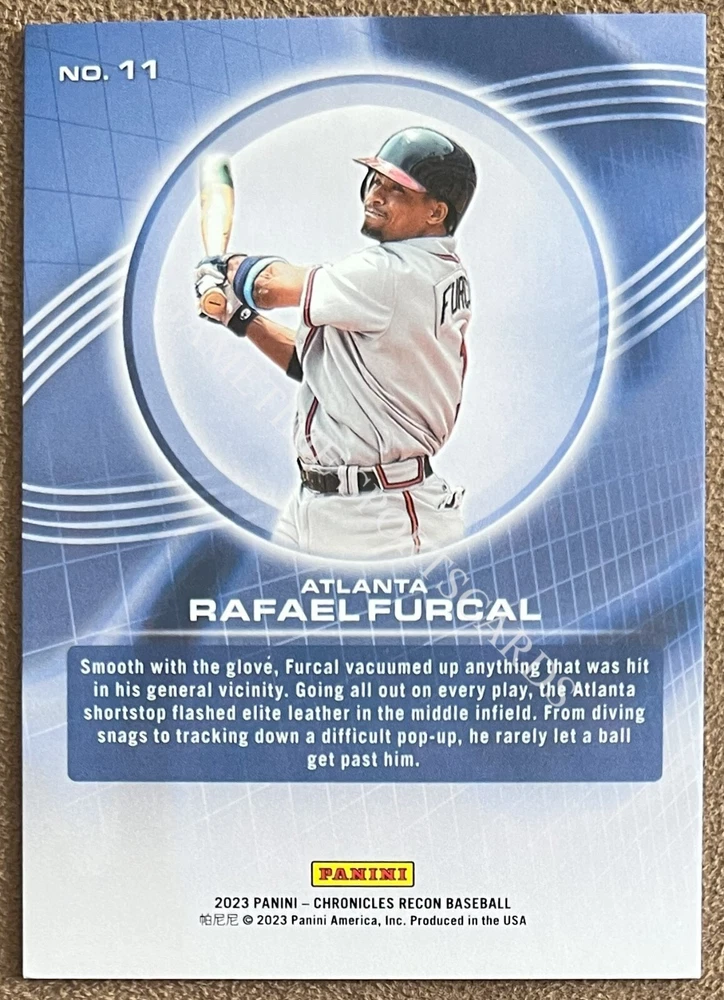 NO. 11
FURC
ATLANTA
RAFAEL FURCAL
Smooth with the glove, Furcal vacuumed up anything that was hit
in his general vicinity. Going all out on every play, the Atlanta
shortstop flashed elite leather in the middle infield. From diving
snags to tracking down a difficult pop-up, he rarely let a ball
get past him.
PANINI
2023 PANINI – CHRONICLES RECON BASEBALL
帕尼尼 © 2023 Panini America, Inc. Produced in the USA